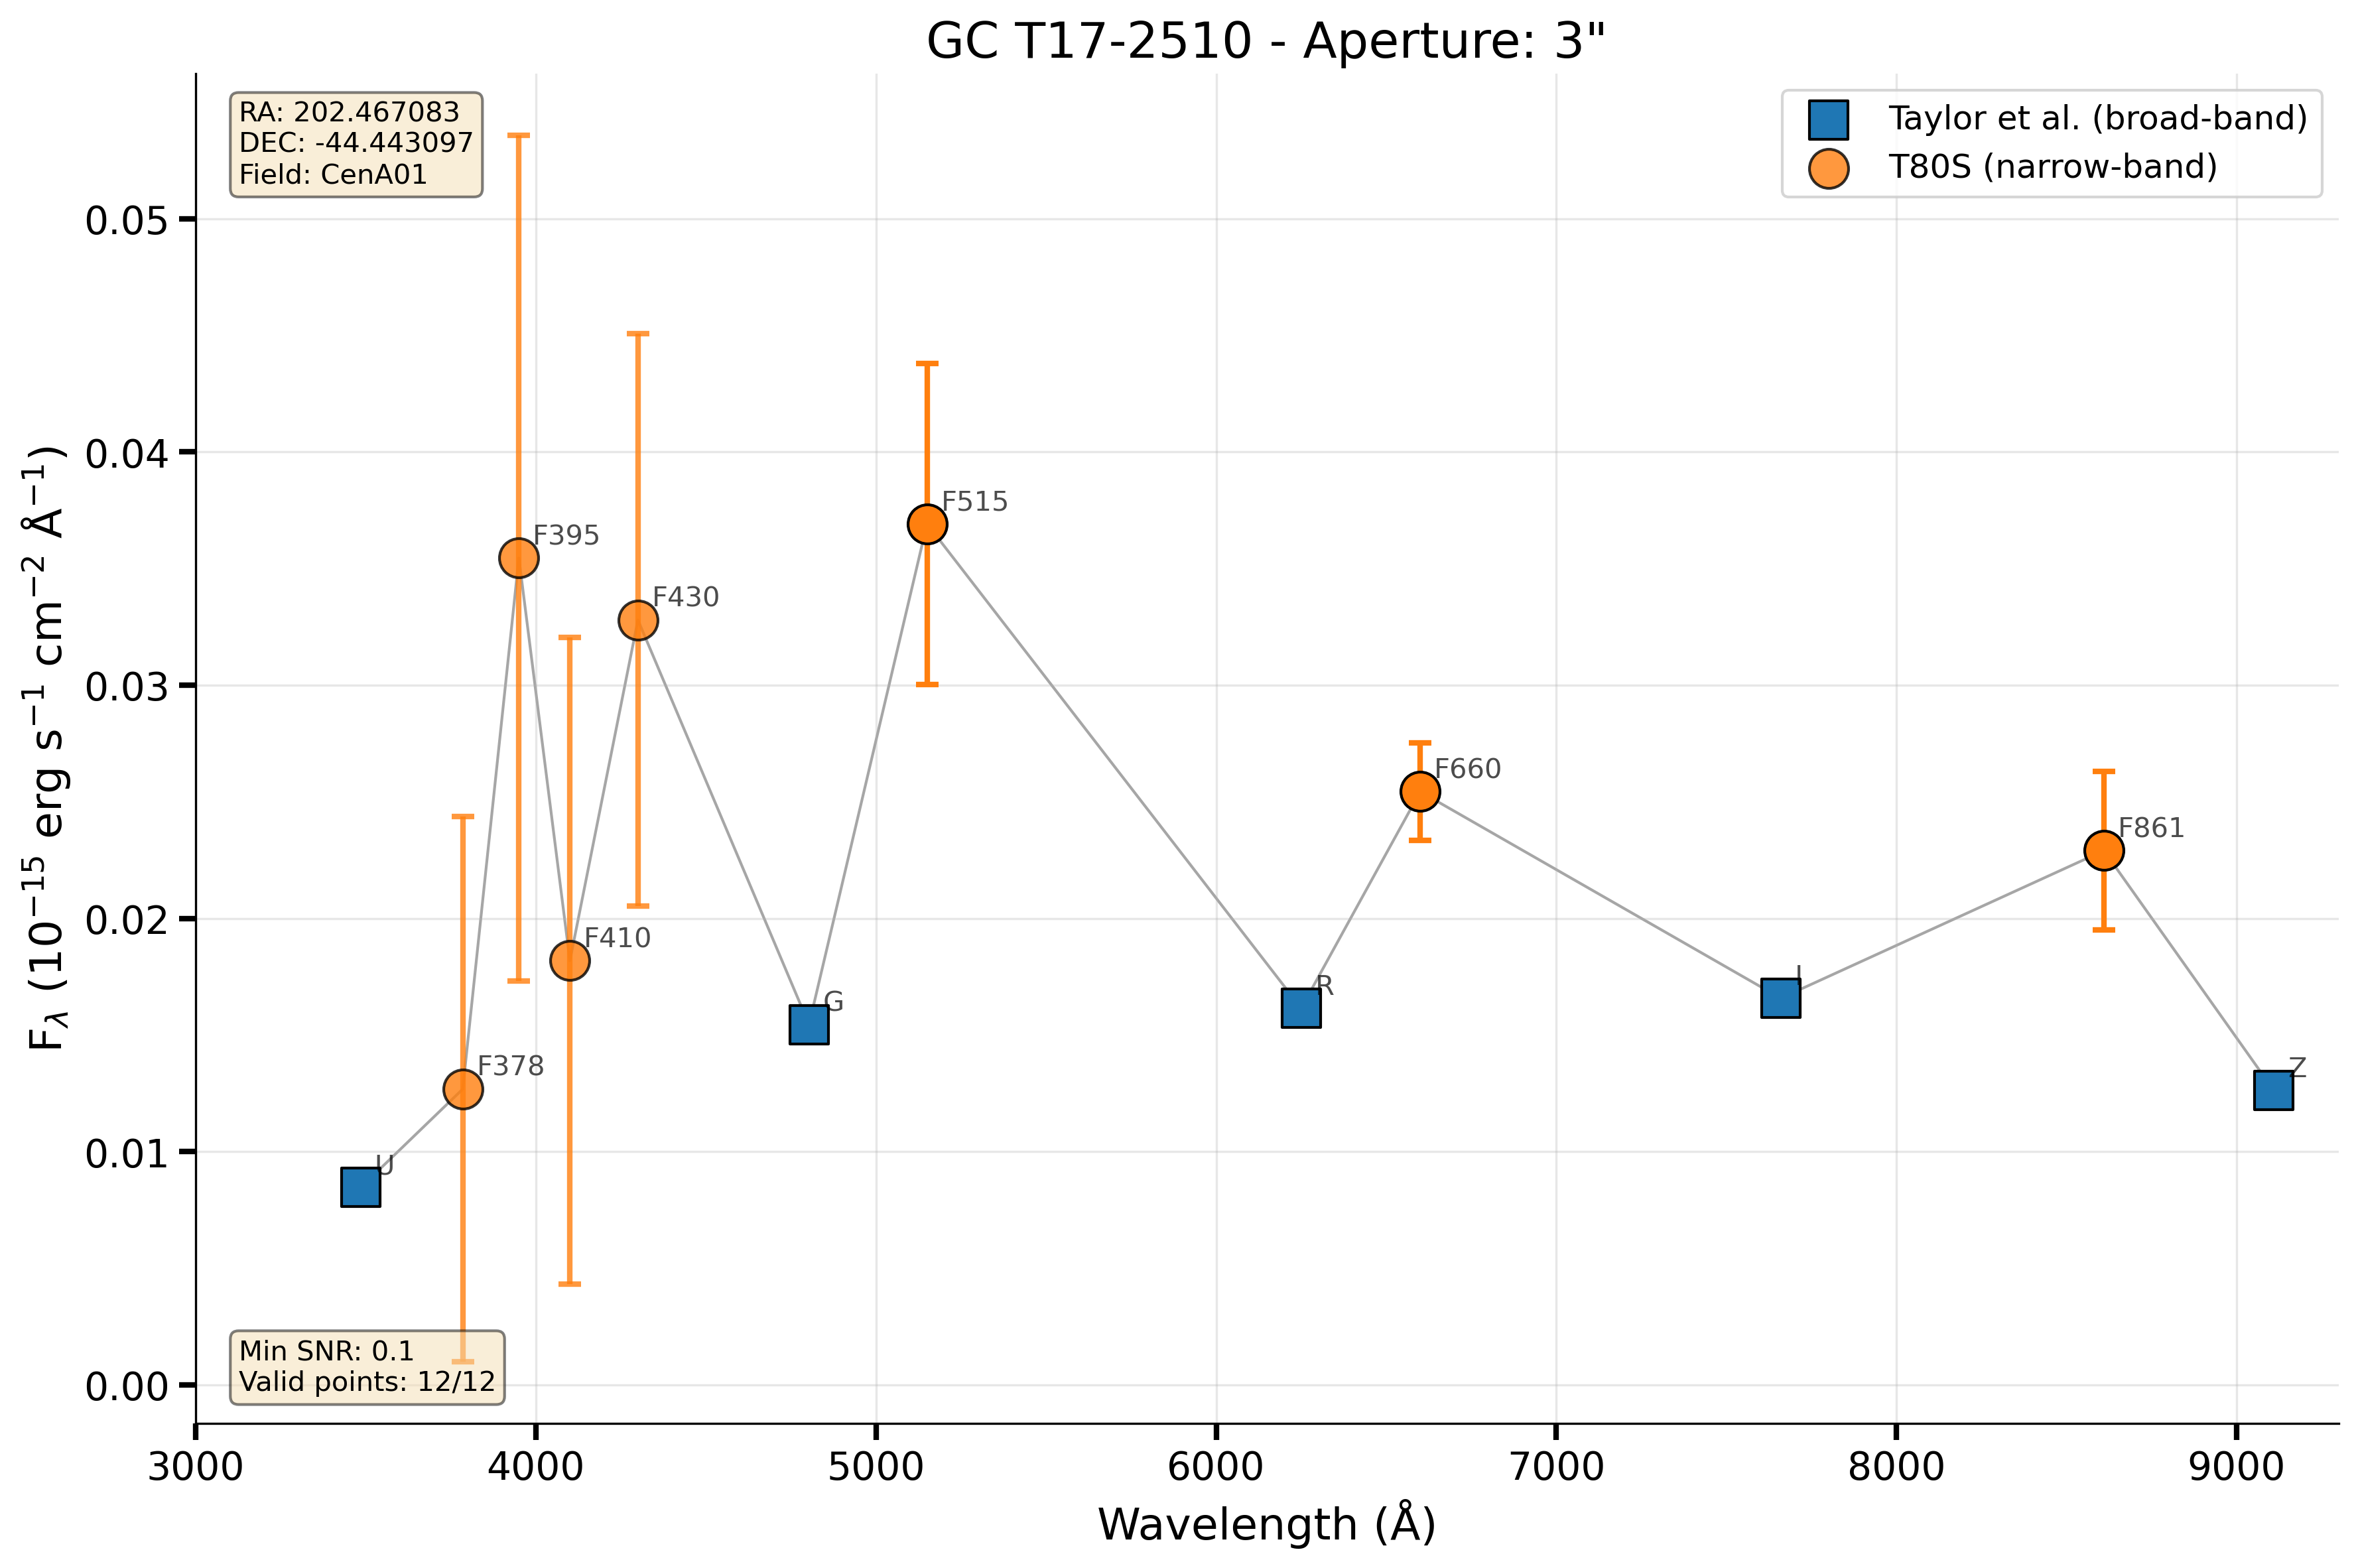 GC T17-2510 - Aperture: 3"
RA: 202.467083
DEC: -44.443097
Field: CenA01
Taylor et al. (broad-band)
T80S (narrow-band)
0.05
0.04
0.03
0.02
0.01
0.00
F_λ (10⁻¹⁵ erg s⁻¹ cm⁻² Å⁻¹)
F395
F430
F515
F410
F378
F660
F861
U
G
R
I
Z
Min SNR: 0.1
Valid points: 12/12
3000 4000 5000 6000 7000 8000 9000
Wavelength (Å)